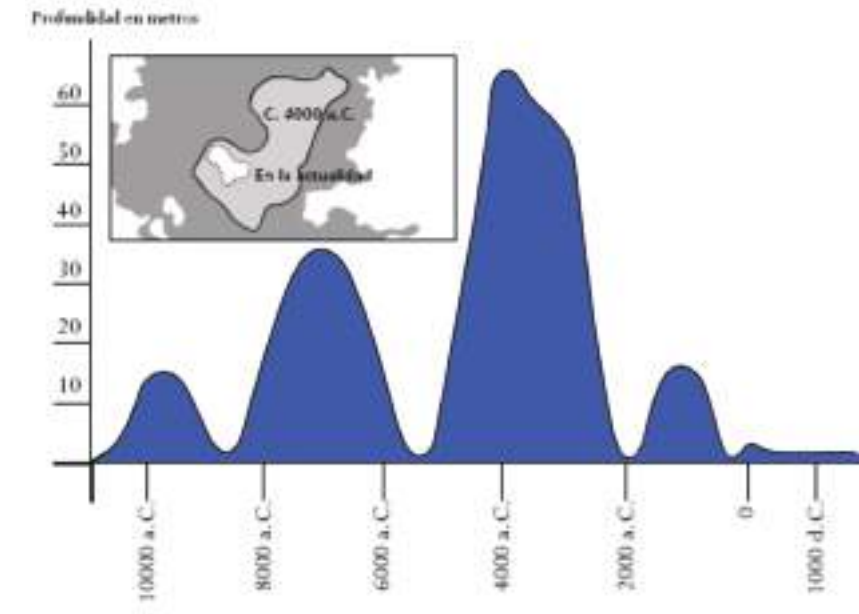 Profundidad en metros
60
50
40
30
20
10
C. 4000 a.C.
En la actualidad
10000 a. C.
8000 a. C.
6000 a. C.
4000 a. C.
2000 a. C.
0
1000 d. C.